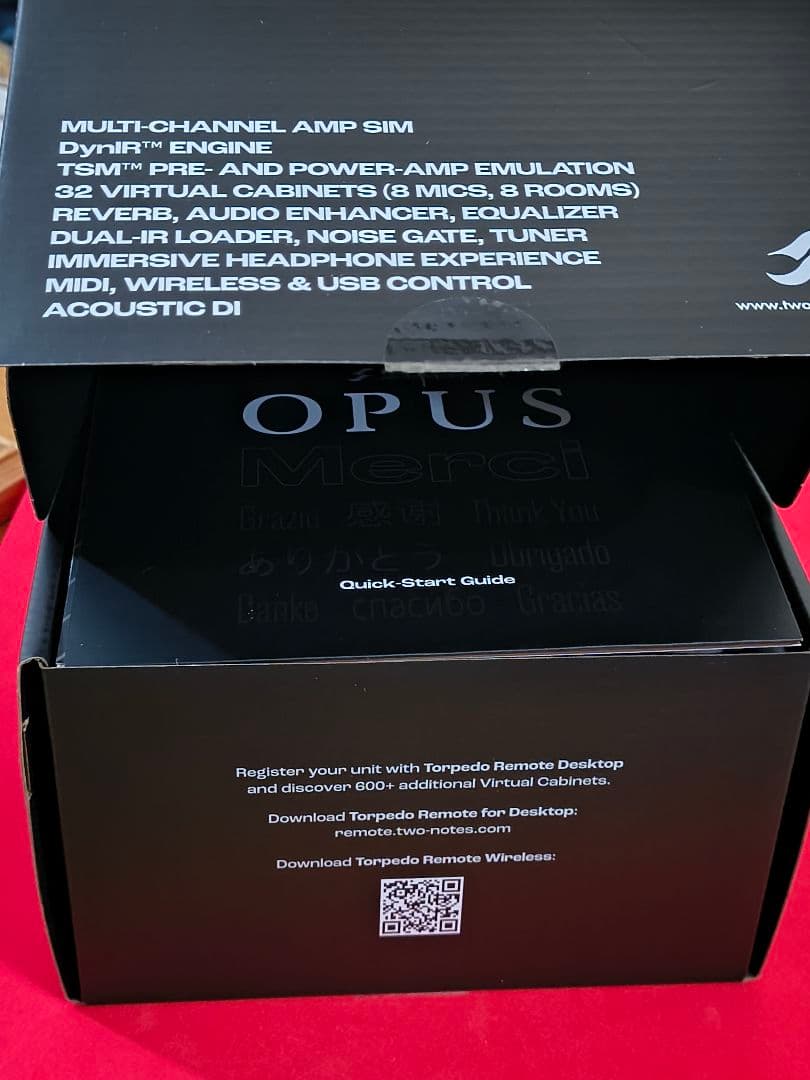 MULTI-CHANNEL AMP SIM
DynIR™ ENGINE
TSM™ PRE- AND POWER-AMP EMULATION
32 VIRTUAL CABINETS (8 MICS, 8 ROOMS)
REVERB, AUDIO ENHANCER, EQUALIZER
DUAL-IR LOADER, NOISE GATE, TUNER
IMMERSIVE HEADPHONE EXPERIENCE
MIDI, WIRELESS & USB CONTROL
ACOUSTIC DI
www.two
OPUS
Merci
Grazie 感谢 Thank You
ありがとう Obrigado
Quick-Start Guide
Danke спасибо Gracias
Register your unit with Torpedo Remote Desktop
and discover 600+ additional Virtual Cabinets.
Download Torpedo Remote for Desktop:
remote.two-notes.com
Download Torpedo Remote Wireless: